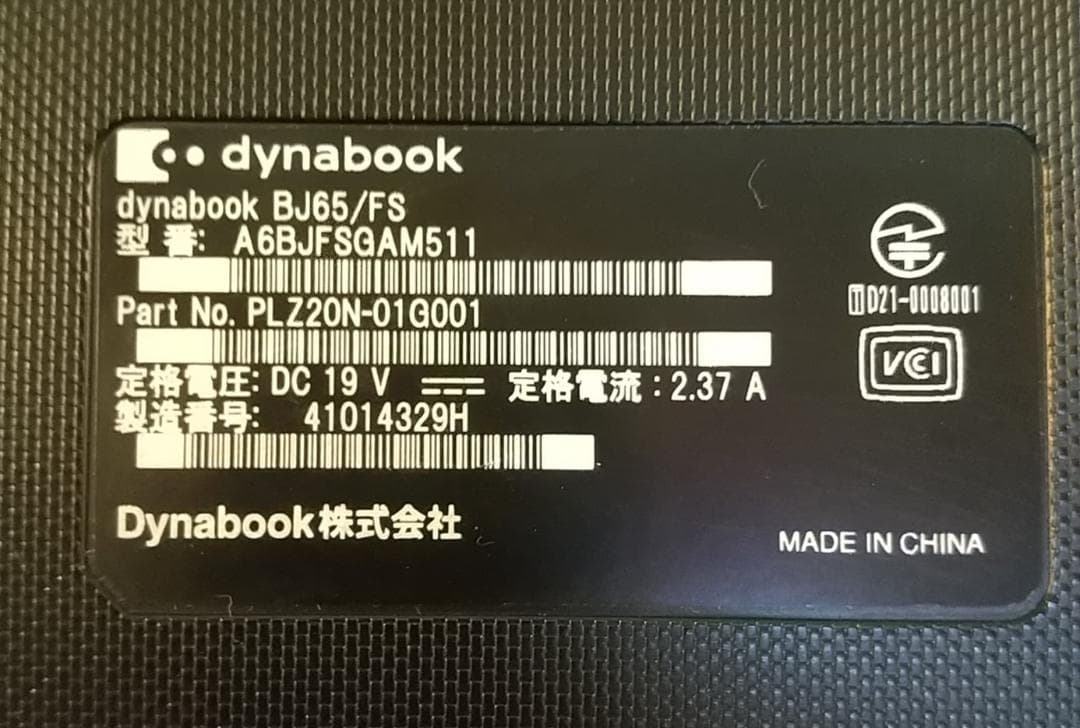 dynabook
dynabook BJ65/FS
型 番: A6BJFSGAM511
Part No. PLZ20N-01G001
定格電圧: DC 19 V 定格電流 : 2.37 A
製造番号: 41014329H
Dynabook株式会社
T D21-0008001
VCCI
MADE IN CHINA